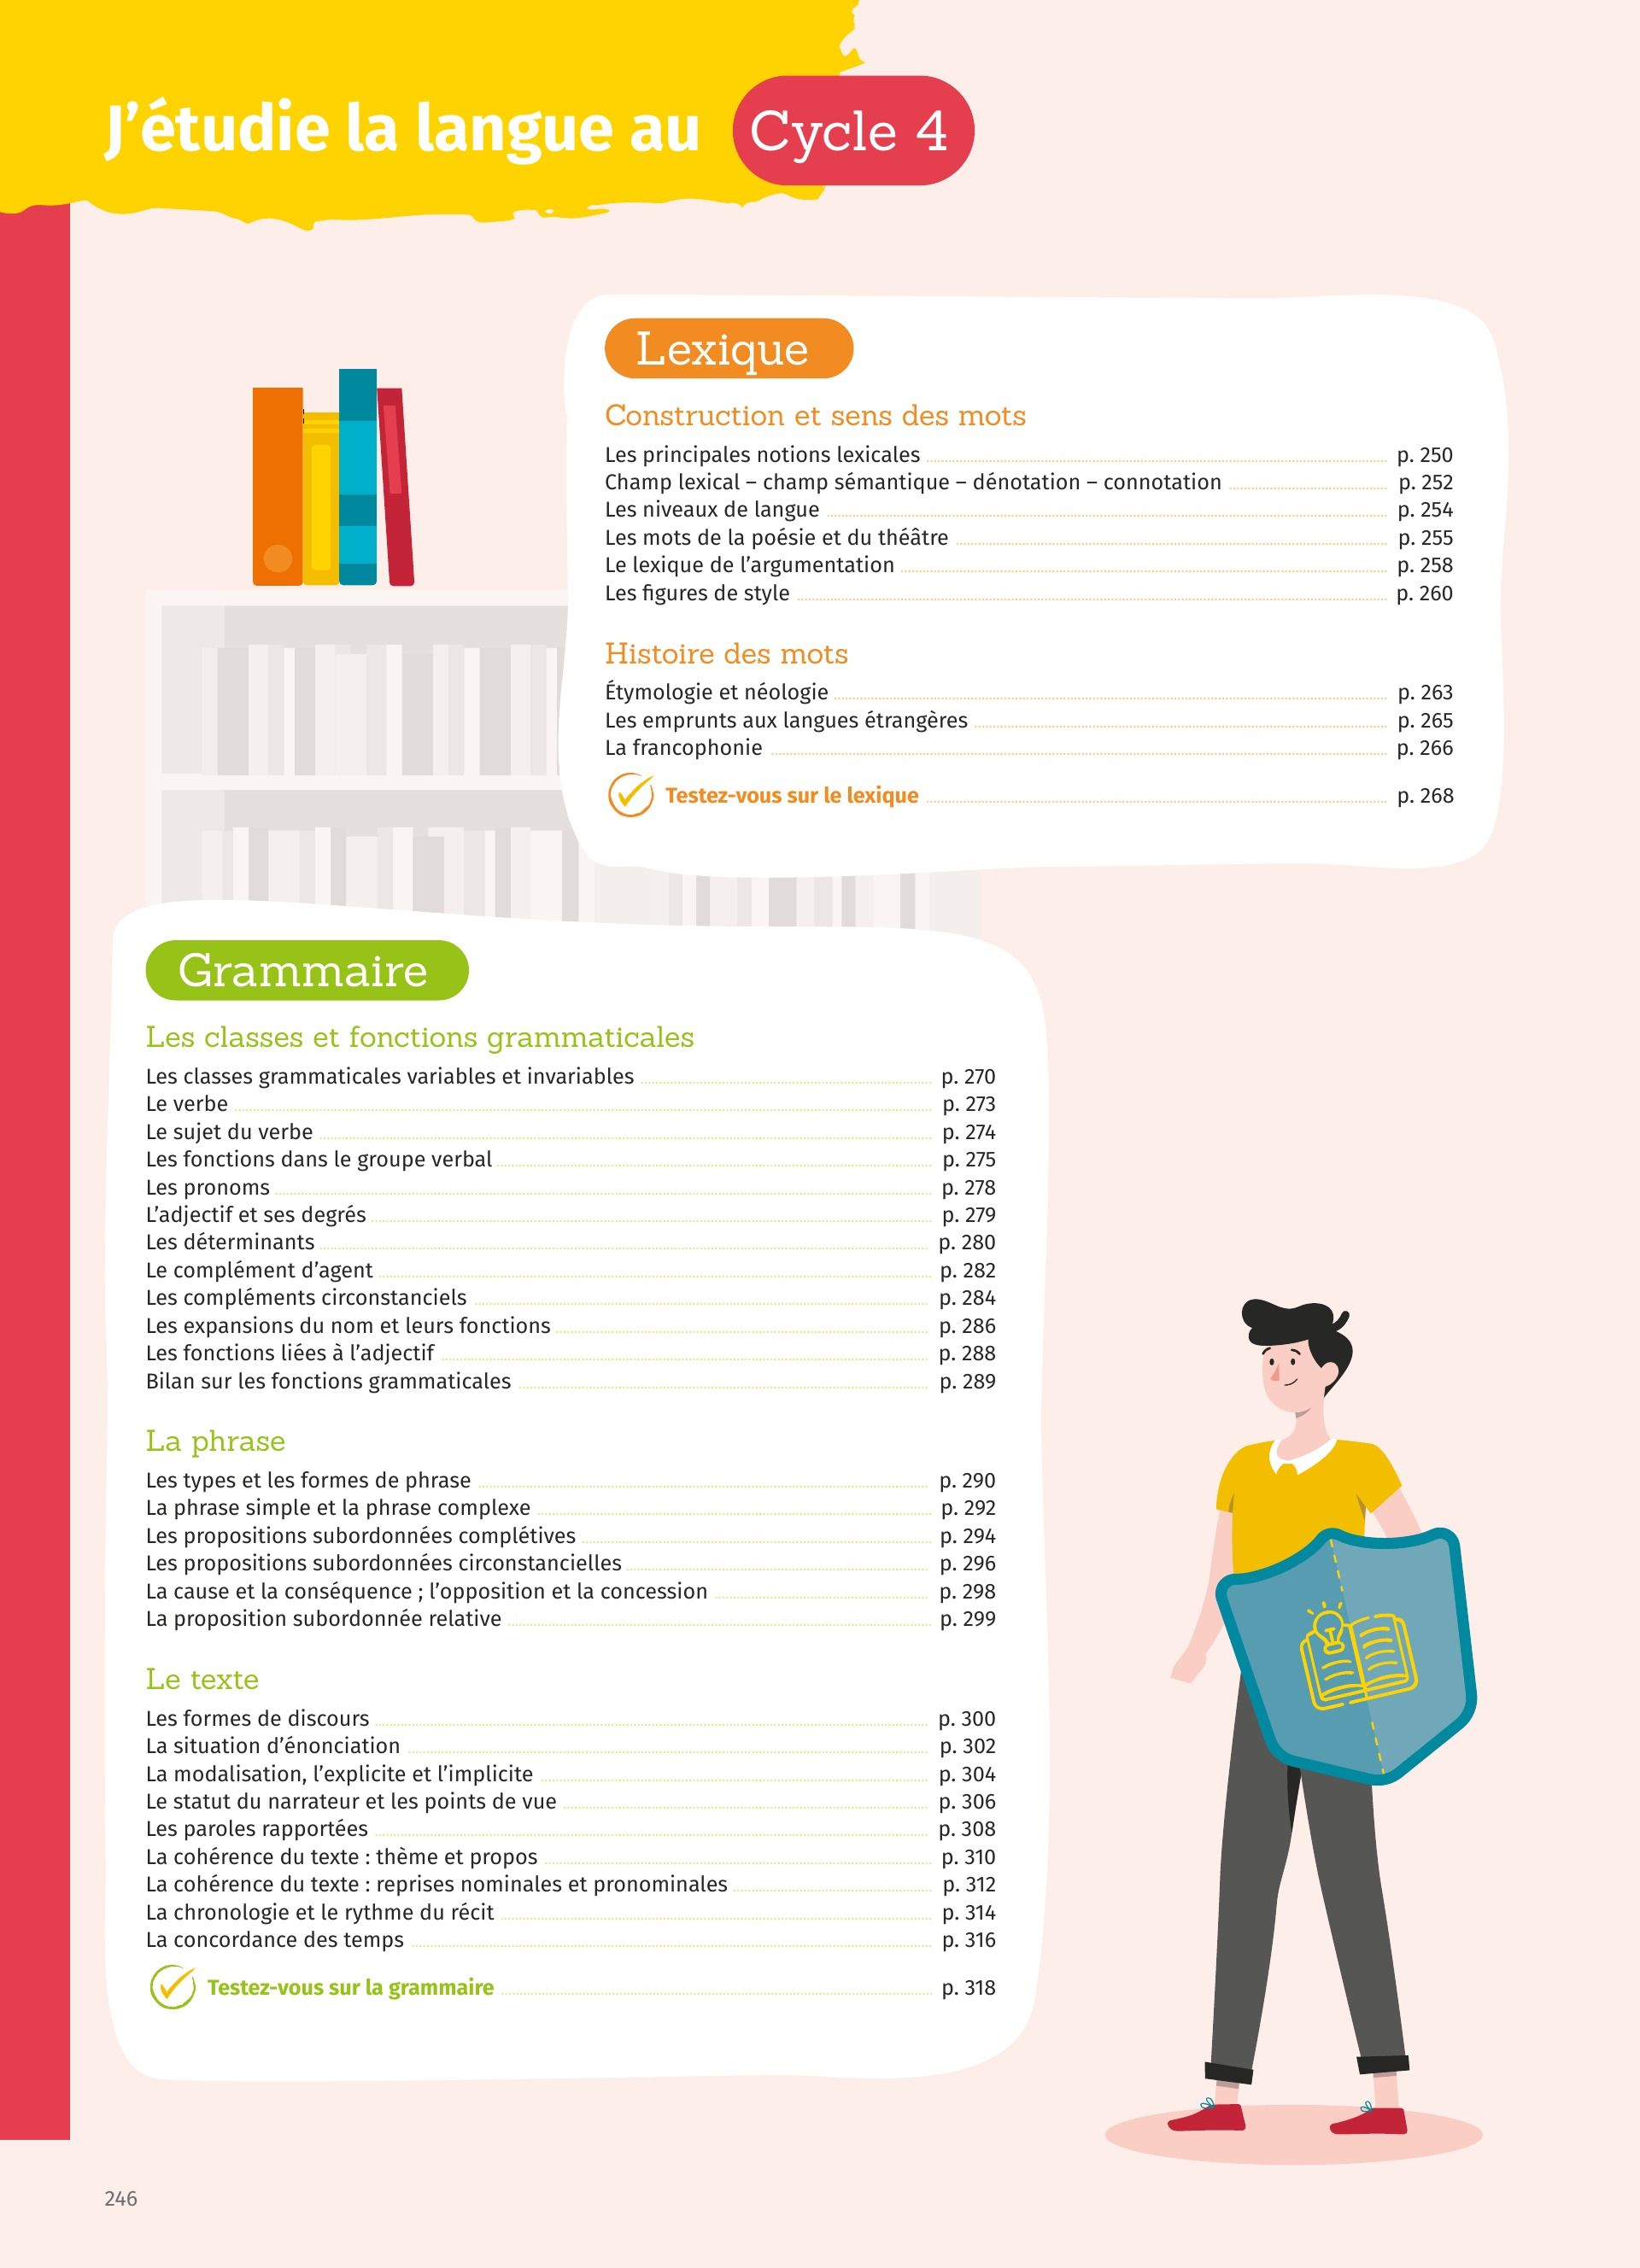 J’étudie la langue au Cycle 4
Lexique
Construction et sens des mots
Les principales notions lexicales p. 250
Champ lexical – champ sémantique – dénotation – connotation p. 252
Les niveaux de langue p. 254
Les mots de la poésie et du théâtre p. 255
Le lexique de l’argumentation p. 258
Les figures de style p. 260
Histoire des mots
Étymologie et néologie p. 263
Les emprunts aux langues étrangères p. 265
La francophonie p. 266
Testez-vous sur le lexique p. 268
Grammaire
Les classes et fonctions grammaticales
Les classes grammaticales variables et invariables p. 270
Le verbe p. 273
Le sujet du verbe p. 274
Les fonctions dans le groupe verbal p. 275
Les pronoms p. 278
L’adjectif et ses degrés p. 279
Les déterminants p. 280
Le complément d’agent p. 282
Les compléments circonstanciels p. 284
Les expansions du nom et leurs fonctions p. 286
Les fonctions liées à l’adjectif p. 288
Bilan sur les fonctions grammaticales p. 289
La phrase
Les types et les formes de phrase p. 290
La phrase simple et la phrase complexe p. 292
Les propositions subordonnées complétives p. 294
Les propositions subordonnées circonstancielles p. 296
La cause et la conséquence ; l’opposition et la concession p. 298
La proposition subordonnée relative p. 299
Le texte
Les formes de discours p. 300
La situation d’énonciation p. 302
La modalisation, l’explicite et l’implicite p. 304
Le statut du narrateur et les points de vue p. 306
Les paroles rapportées p. 308
La cohérence du texte : thème et propos p. 310
La cohérence du texte : reprises nominales et pronominales p. 312
La chronologie et le rythme du récit p. 314
La concordance des temps p. 316
Testez-vous sur la grammaire p. 318
246